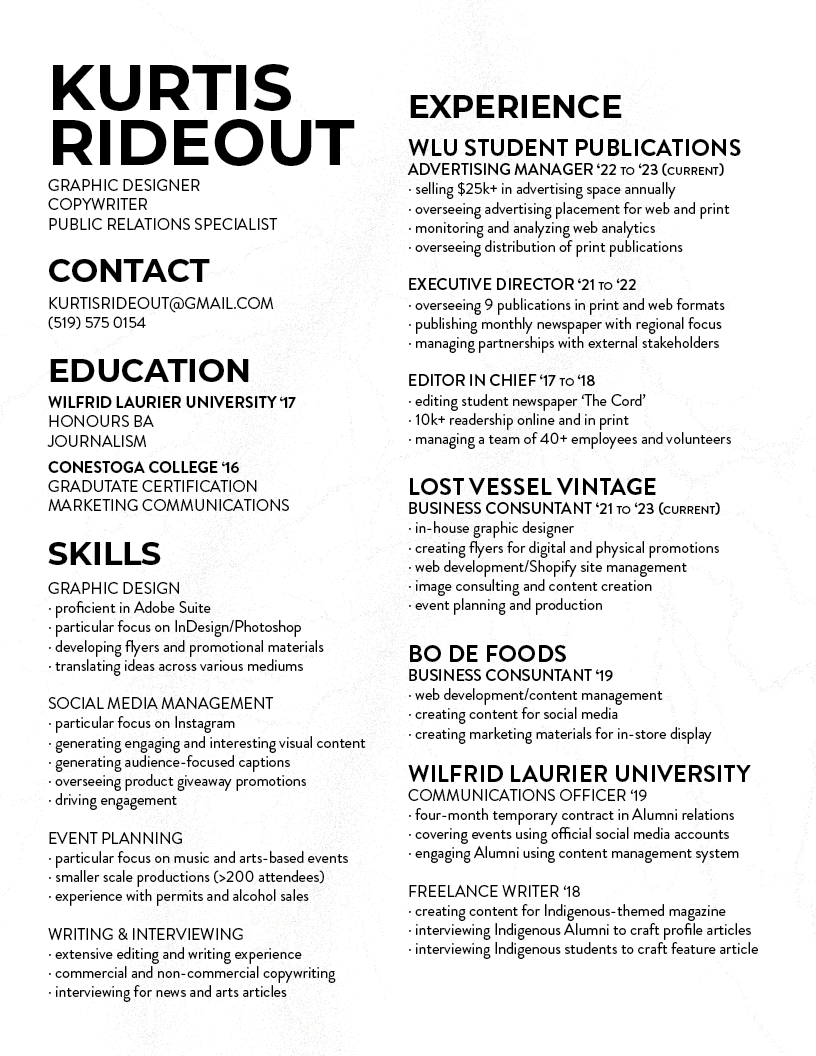 KURTIS
RIDEOUT
GRAPHIC DESIGNER
COPYWRITER
PUBLIC RELATIONS SPECIALIST
CONTACT
KURTISRIDEOUT@GMAIL.COM
(519) 575 0154
EDUCATION
WILFRID LAURIER UNIVERSITY ‘17
HONOURS BA
JOURNALISM
CONESTOGA COLLEGE ‘16
GRADUTATE CERTIFICATION
MARKETING COMMUNICATIONS
SKILLS
GRAPHIC DESIGN
· proficient in Adobe Suite
· particular focus on InDesign/Photoshop
· developing flyers and promotional materials
· translating ideas across various mediums
SOCIAL MEDIA MANAGEMENT
· particular focus on Instagram
· generating engaging and interesting visual content
· generating audience-focused captions
· overseeing product giveaway promotions
· driving engagement
EVENT PLANNING
· particular focus on music and arts-based events
· smaller scale productions (>200 attendees)
· experience with permits and alcohol sales
WRITING & INTERVIEWING
· extensive editing and writing experience
· commercial and non-commercial copywriting
· interviewing for news and arts articles
EXPERIENCE
WLU STUDENT PUBLICATIONS
ADVERTISING MANAGER ‘22 TO ‘23 (CURRENT)
· selling $25k+ in advertising space annually
· overseeing advertising placement for web and print
· monitoring and analyzing web analytics
· overseeing distribution of print publications
EXECUTIVE DIRECTOR ‘21 TO ‘22
· overseeing 9 publications in print and web formats
· publishing monthly newspaper with regional focus
· managing partnerships with external stakeholders
EDITOR IN CHIEF ‘17 TO ‘18
· editing student newspaper ‘The Cord’
· 10k+ readership online and in print
· managing a team of 40+ employees and volunteers
LOST VESSEL VINTAGE
BUSINESS CONSUNTANT ‘21 TO ‘23 (CURRENT)
· in-house graphic designer
· creating flyers for digital and physical promotions
· web development/Shopify site management
· image consulting and content creation
· event planning and production
BO DE FOODS
BUSINESS CONSUNTANT ‘19
· web development/content management
· creating content for social media
· creating marketing materials for in-store display
WILFRID LAURIER UNIVERSITY
COMMUNICATIONS OFFICER ‘19
· four-month temporary contract in Alumni relations
· covering events using official social media accounts
· engaging Alumni using content management system
FREELANCE WRITER ‘18
· creating content for Indigenous-themed magazine
· interviewing Indigenous Alumni to craft profile articles
· interviewing Indigenous students to craft feature article